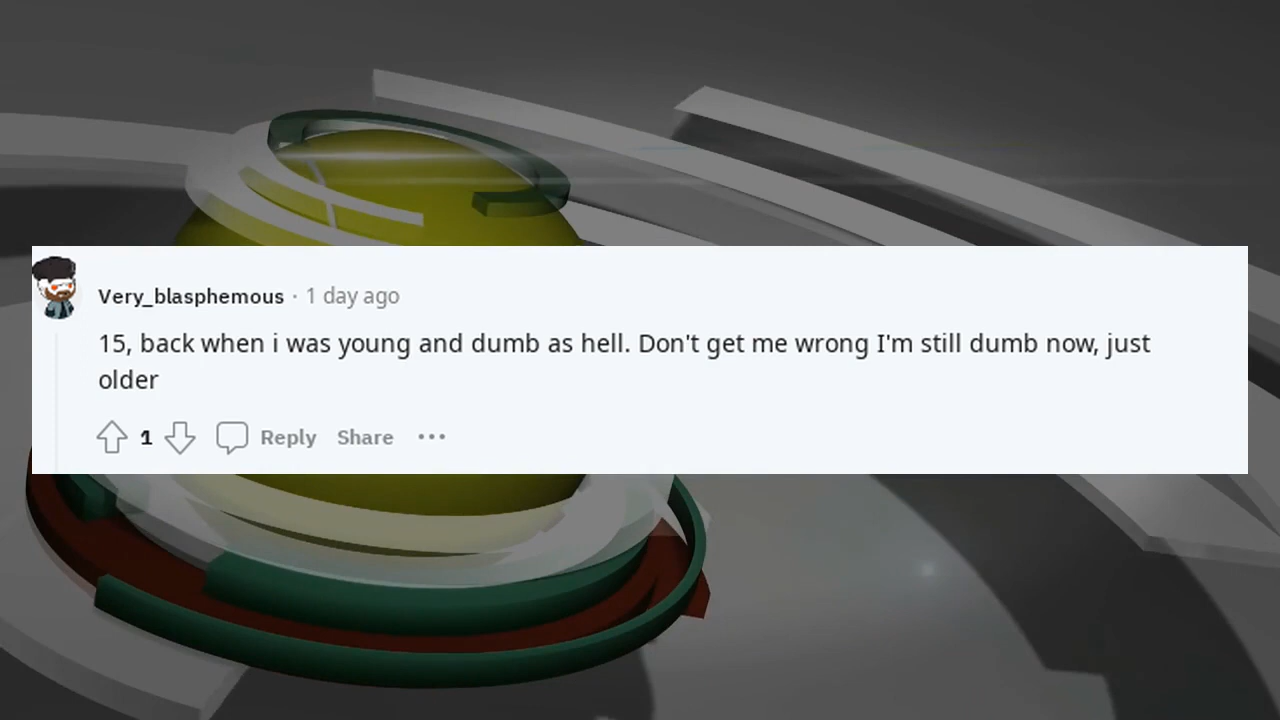 Very_blasphemous · 1 day ago
15, back when i was young and dumb as hell. Don't get me wrong I'm still dumb now, just
older
1 Reply Share •••